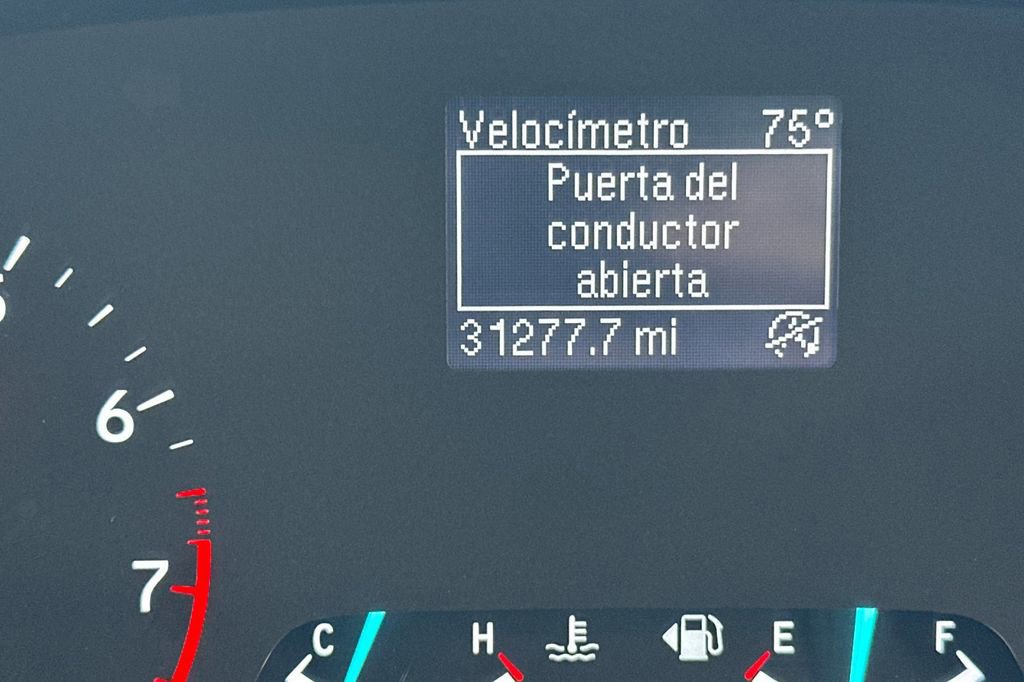 Velocímetro 75°
Puerta del
conductor
abierta
31277.7 mi
6
7
C H E F